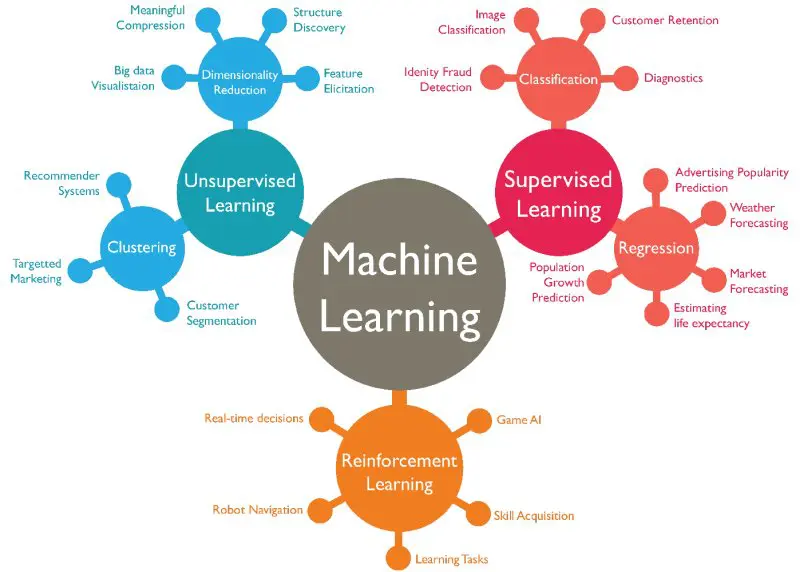 Meaningful
Compression
Structure
Discovery
Big data
Visualistaion
Dimensionality
Reduction
Feature
Elicitation
Image
Classification
Customer Retention
Idenity Fraud
Detection
Classification
Diagnostics
Recommender
Systems
Unsupervised
Learning
Clustering
Targetted
Marketing
Customer
Segmentation
Machine
Learning
Supervised
Learning
Advertising Popularity
Prediction
Weather
Forecasting
Regression
Population
Growth
Prediction
Market
Forecasting
Estimating
life expectancy
Real-time decisions
Game AI
Reinforcement
Learning
Robot Navigation
Skill Acquisition
Learning Tasks